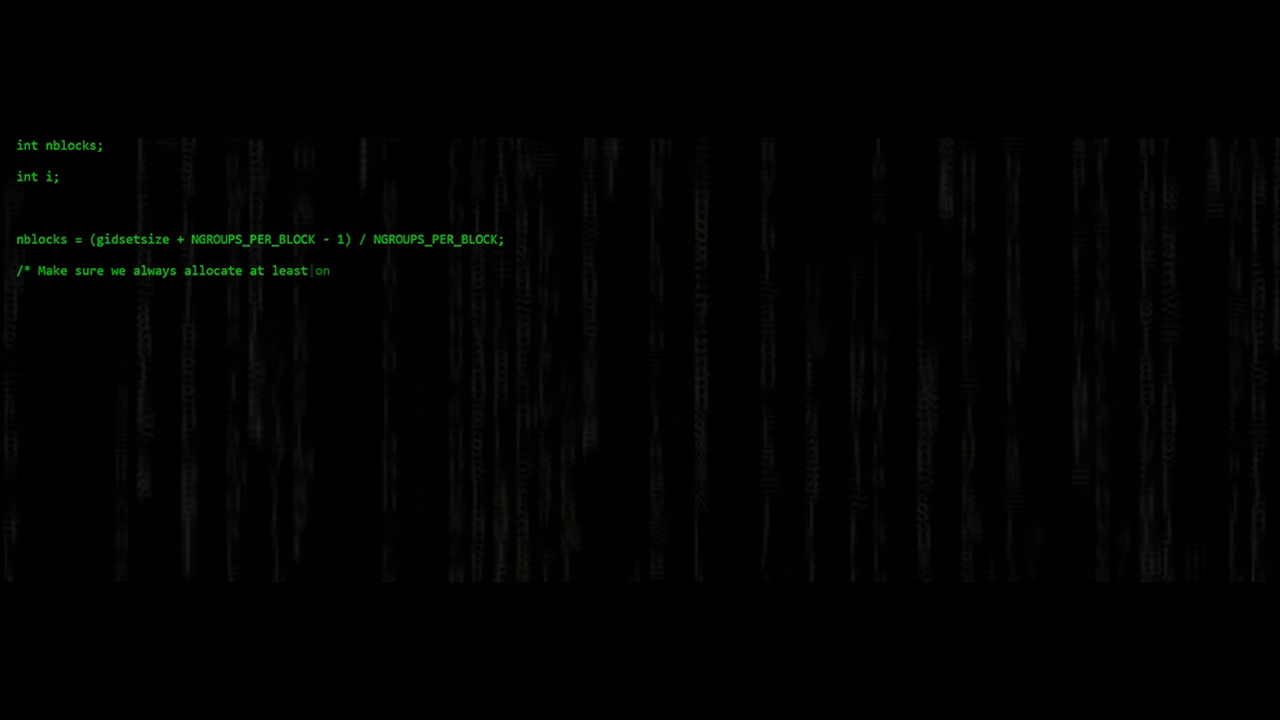 int nblocks;
int i;
nblocks = (gidsetsize + NGROUPS_PER_BLOCK - 1) / NGROUPS_PER_BLOCK;
/* Make sure we always allocate at least on